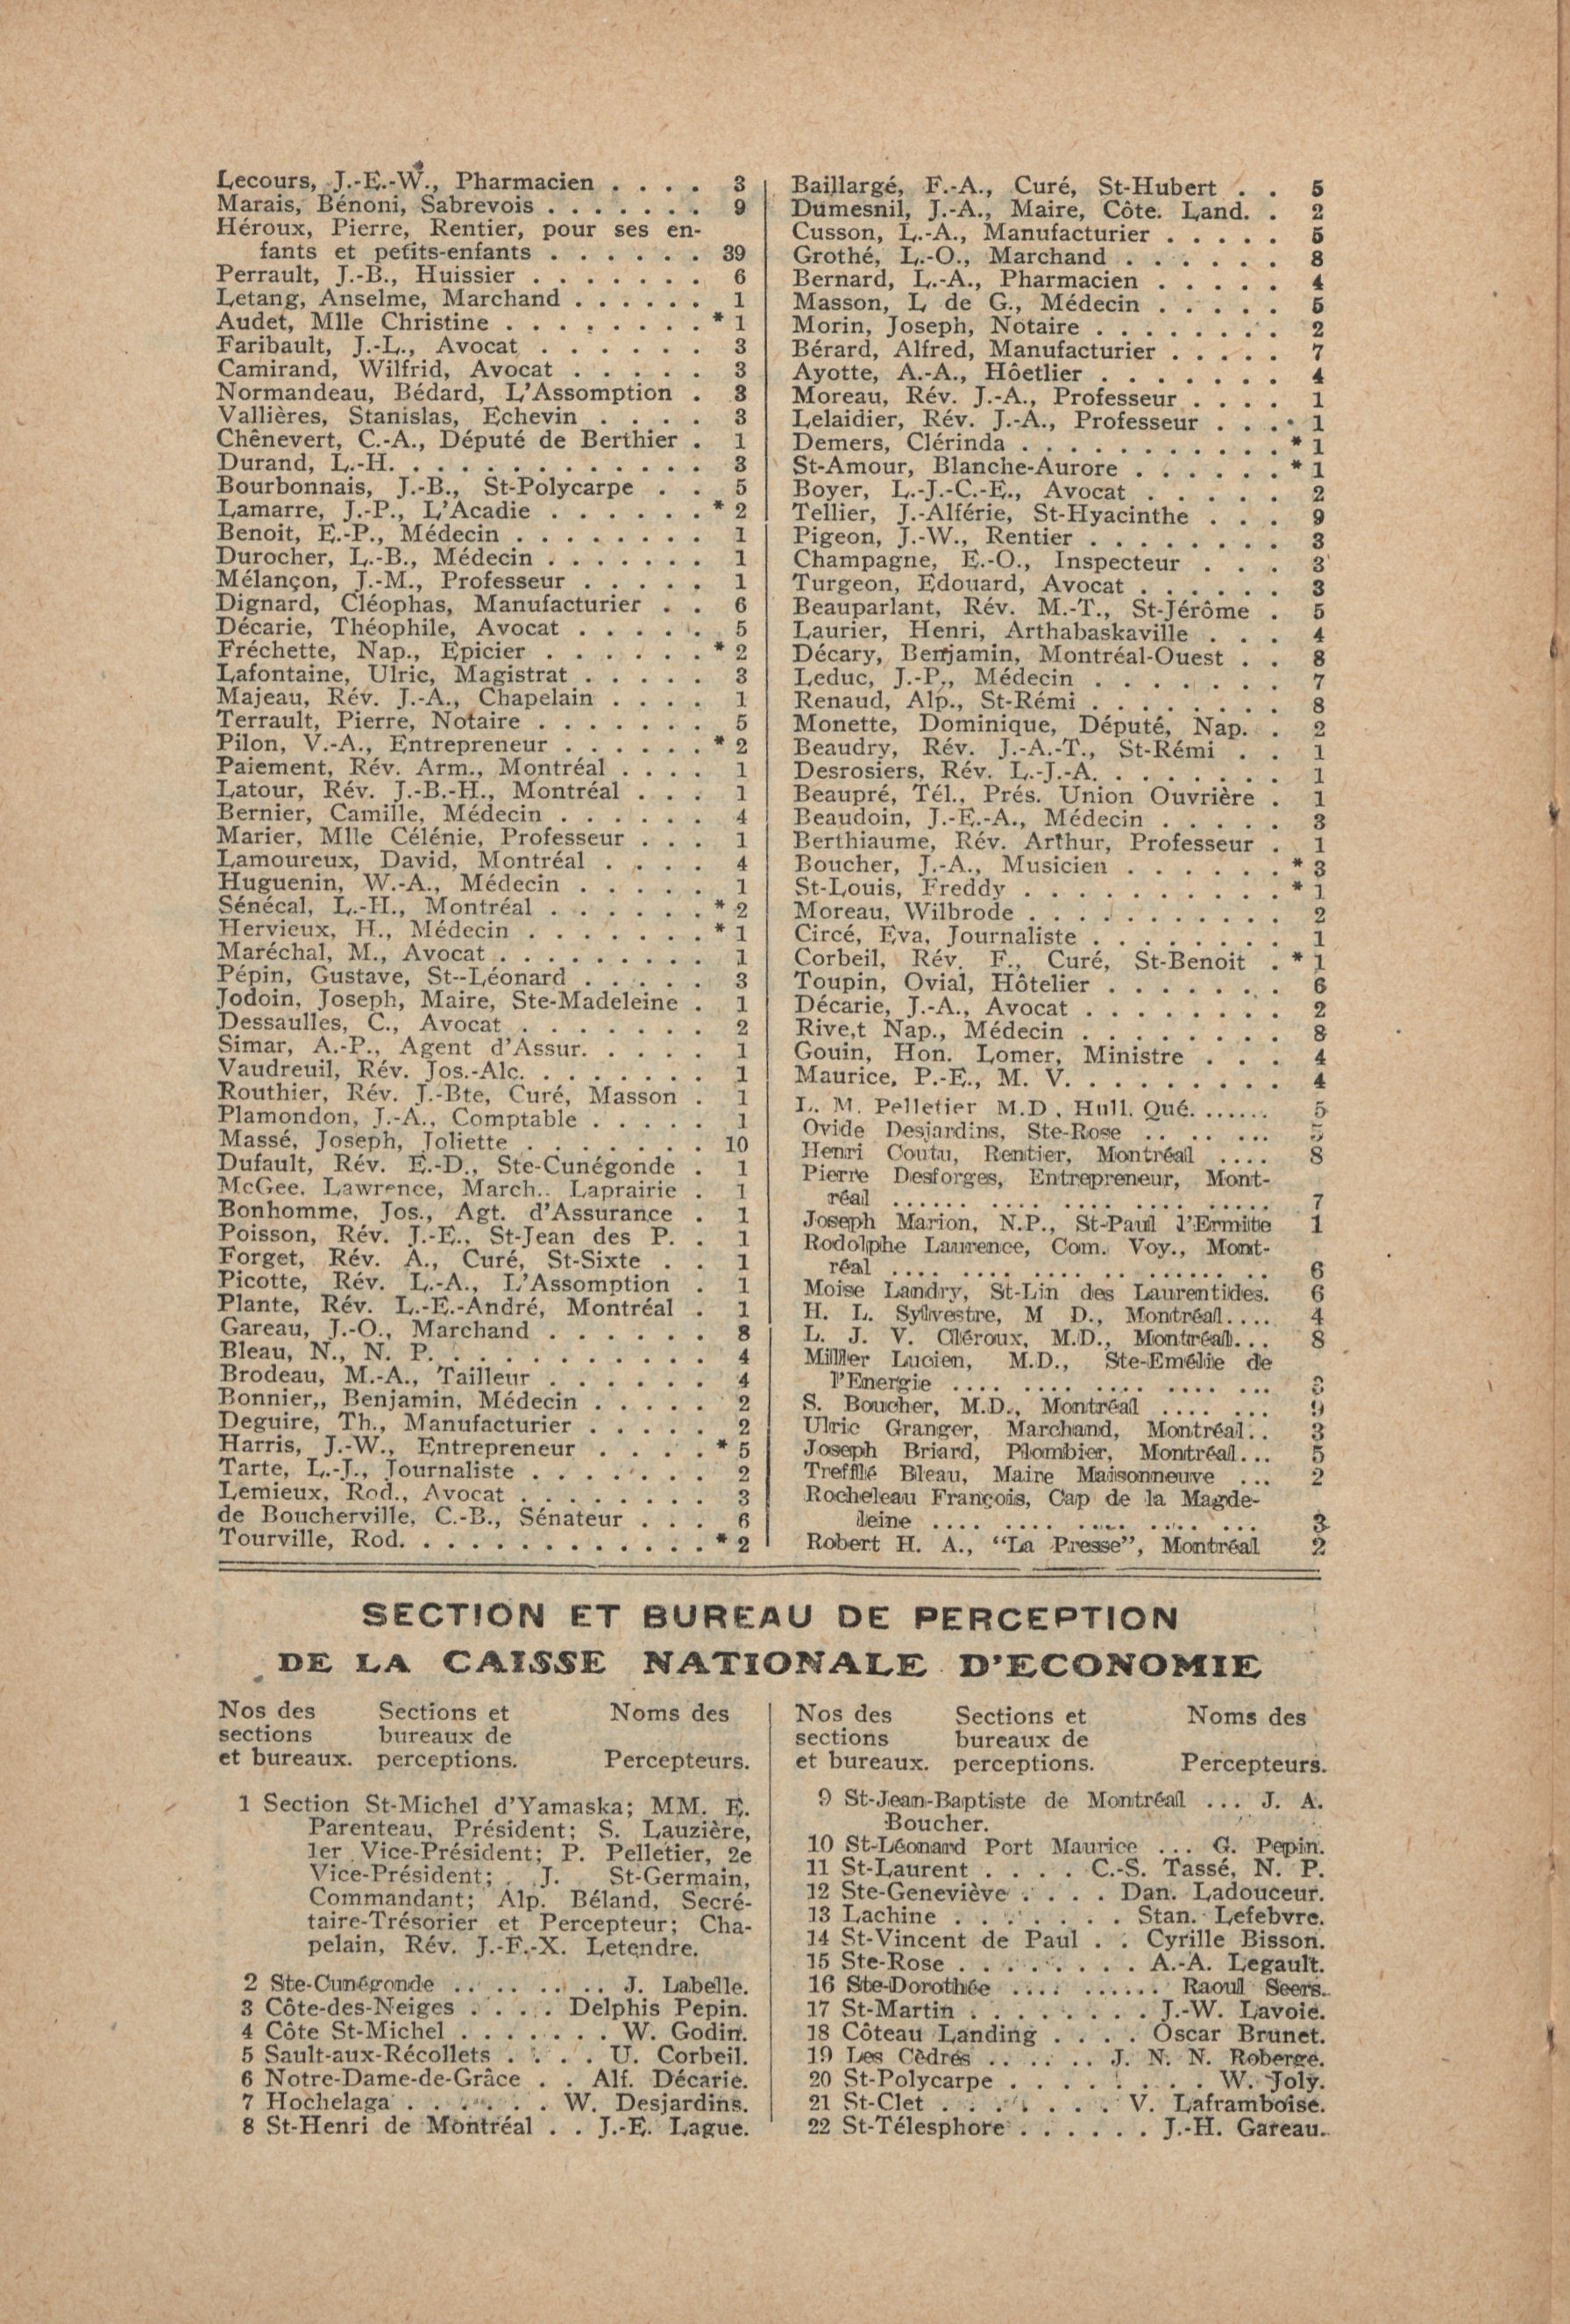 Lecours, J.-E.-W., Pharmacien . . . . 3
Marais, Bénoni, Sabrevois . . . . . . . 9
Héroux, Pierre, Rentier, pour ses en-
fants et petits-enfants . . . . . . 39
Perrault, J.-B., Huissier . . . . . . . 6
Letang, Anselme, Marchand . . . . . . 1
Audet, Mlle Christine . . . . . . . . * 1
Faribault, J.-L., Avocat . . . . . . 3
Camirand, Wilfrid, Avocat . . . . . 3
Normandeau, Bédard, L'Assomption . 3
Vallières, Stanislas, Echevin . . . . 3
Chênevert, C.-A., Député de Berthier . 1
Durand, L.-H. . . . . . . . . . . . . 3
Bourbonnais, J.-B., St-Polycarpe . . 5
Lamarre, J.-P., L'Acadie . . . . . . . * 2
Benoit, E.-P., Médecin . . . . . . . . 1
Durocher, L.-B., Médecin . . . . . . . 1
Mélançon, J.-M., Professeur . . . . . 1
Dignard, Cléophas, Manufacturier . . 6
Décarie, Théophile, Avocat . . . . . 5
Fréchette, Nap., Epicier . . . . . . . * 2
Lafontaine, Ulric, Magistrat . . . . . 3
Majeau, Rév. J.-A., Chapelain . . . . 1
Terrault, Pierre, Notaire . . . . . . . 5
Pilon, V.-A., Entrepreneur . . . . . . * 2
Paiement, Rév. Arm., Montréal . . . . 1
Latour, Rév. J.-B.-H., Montréal . . . 1
Bernier, Camille, Médecin . . . . . . 4
Marier, Mlle Célénie, Professeur . . . 1
Lamoureux, David, Montréal . . . . 4
Huguenin, W.-A., Médecin . . . . . 1
Sénécal, L.-H., Montréal . . . . . . * 2
Hervieux, H., Médecin . . . . . . . * 1
Maréchal, M., Avocat . . . . . . . . . 1
Pépin, Gustave, St--Léonard . . . . . 3
Jodoin, Joseph, Maire, Ste-Madeleine . 1
Dessaulles, C., Avocat . . . . . . . 2
Simar, A.-P., Agent d'Assur. . . . . 1
Vaudreuil, Rév. Jos.-Alc. . . . . . . . 1
Routhier, Rév. J.-Bte, Curé, Masson . 1
Plamondon, J.-A., Comptable . . . . . 1
Massé, Joseph, Joliette . . . . . . . 10
Dufault, Rév. E.-D., Ste-Cunégonde . 1
McGee. Lawrence, March.. Laprairie . 1
Bonhomme, Jos., Agt. d'Assurance . 1
Poisson, Rév. J.-E., St-Jean des P. . 1
Forget, Rév. A., Curé, St-Sixte . . 1
Picotte, Rév. L.-A., L'Assomption . 1
Plante, Rév. L.-E.-André, Montréal . 1
Gareau, J.-O., Marchand . . . . . . 8
Bleau, N., N. P. . . . . . . . . . . . 4
Brodeau, M.-A., Tailleur . . . . . . 4
Bonnier,, Benjamin, Médecin . . . . . 2
Deguire, Th., Manufacturier . . . . . 2
Harris, J.-W., Entrepreneur . . . . * 5
Tarte, L.-J., Journaliste . . . . . . . 2
Lemieux, Rod., Avocat . . . . . . . . 3
de Boucherville, C.-B., Sénateur . . . 6
Tourville, Rod. . . . . . . . . . . . . * 2
Baillargé, F.-A., Curé, St-Hubert . . 5
Dumesnil, J.-A., Maire, Côte. Land. . 2
Cusson, L.-A., Manufacturier . . . . . 5
Grothé, L.-O., Marchand . . . . . . 8
Bernard, L.-A., Pharmacien . . . . . 4
Masson, L de G., Médecin . . . . . 5
Morin, Joseph, Notaire . . . . . . . . 2
Bérard, Alfred, Manufacturier . . . . . 7
Ayotte, A.-A., Hôetlier . . . . . . . 4
Moreau, Rév. J.-A., Professeur . . . . 1
Lelaidier, Rév. J.-A., Professeur . . . . 1
Demers, Clérinda . . . . . . . . . . . * 1
St-Amour, Blanche-Aurore . . . . . . * 1
Boyer, L.-J.-C.-E., Avocat . . . . . 2
Tellier, J.-Alférie, St-Hyacinthe . . . 9
Pigeon, J.-W., Rentier . . . . . . . . 3
Champagne, E.-O., Inspecteur . . . 3
Turgeon, Edouard, Avocat . . . . . . 3
Beauparlant, Rév. M.-T., St-Jérôme . 5
Laurier, Henri, Arthabaskaville . . . 4
Décary, Benjamin, Montréal-Ouest . . 8
Leduc, J.-P., Médecin . . . . . . . . 7
Renaud, Alp., St-Rémi . . . . . . . . 8
Monette, Dominique, Député, Nap. . 2
Beaudry, Rév. J.-A.-T., St-Rémi . . 1
Desrosiers, Rév. L.-J.-A. . . . . . . . 1
Beaupré, Tél., Prés. Union Ouvrière . 1
Beaudoin, J.-E.-A., Médecin . . . . . 3
Berthiaume, Rév. Arthur, Professeur . 1
Boucher, J.-A., Musicien . . . . . . * 3
St-Louis, Freddy . . . . . . . . . . . * 1
Moreau, Wilbrode . . . . . . . . . . . 2
Circé, Eva, Journaliste . . . . . . . . 1
Corbeil, Rév. F., Curé, St-Benoit . * 1
Toupin, Ovial, Hôtelier . . . . . . . 6
Décarie, J.-A., Avocat . . . . . . . . 2
Rive,t Nap., Médecin . . . . . . . . . 8
Gouin, Hon. Lomer, Ministre . . . 4
Maurice, P.-E., M. V. . . . . . . . . . 4
L. M. Pelletier M.D , Hull. Qué. ....... 5
Ovide Desjardins, Ste-Rose .. .. .. ... 5
Henri Coutu, Rentier, Montréal .... 8
Pierre Desforges, Entrepreneur, Mont-
réal ...... .... .... .... .... ..... 7
Joseph Marion, N.P., St-Paul l'Ermite 1
Rodolphe Laurence, Com. Voy., Mont-
réal .... .... .... .. ...... .. 6
Moise Landry, St-Lin des Laurentides. 6
H. L. Sylvestre, M D., Montréal.... 4
L. J. V. Cléroux, M.D., Montréal... 8
Miller Lucien, M.D., Ste-Emélie de
l'Energie .... .... .... .... .... ... 3
S. Boucher, M.D., Montréal .... ... 9
Ulric Granger, Marchand, Montréal.. 3
Joseph Briard, Plombier, Montréal... 5
Trefflé Bleau, Maire Maisonneuve ... 2
Rocheleau François, Cap de la Magde-
leine .... .... .... .... ... 3
Robert H. A., "La Presse", Montréal 2
SECTION ET BUREAU DE PERCEPTION
DE LA CAISSE NATIONALE D'ECONOMIE
Nos des Sections et Noms des
sections bureaux de
et bureaux. perceptions. Percepteurs.
1 Section St-Michel d'Yamaska; MM. E.
Parenteau, Président; S. Lauzière,
1er Vice-Président; P. Pelletier, 2e
Vice-Président; J. St-Germain,
Commandant; Alp. Béland, Secré-
taire-Trésorier et Percepteur; Cha-
pelain, Rév. J.-F.-X. Letendre.
2 Ste-Cunégonde .. .. .. .. J. Labelle.
3 Côte-des-Neiges . . . . Delphis Pepin.
4 Côte St-Michel . . . . . . . W. Godin.
5 Sault-aux-Récollets . . . . U. Corbeil.
6 Notre-Dame-de-Grâce . . Alf. Décarie.
7 Hochelaga . . . . . . W. Desjardins.
8 St-Henri de Montréal . . J.-E. Lague.
Nos des Sections et Noms des
sections bureaux de
et bureaux. perceptions. Percepteurs.
9 St-Jean-Baptiste de Montréal ... J. A.
Boucher.
10 St-Léonard Port Maurice ... G. Pepin.
11 St-Laurent . . . . C.-S. Tassé, N. P.
12 Ste-Geneviève . . . . Dan. Ladouceur.
13 Lachine . . . . . . . Stan. Lefebvre.
14 St-Vincent de Paul . . Cyrille Bisson.
15 Ste-Rose . . . . . . . . A.-A. Legault.
16 Ste-Dorothée .... ...... Raoul Seers.
17 St-Martin . . . . . . . . J.-W. Lavoie.
18 Côteau Landing . . . . Oscar Brunet.
19 Les Cèdres .. .. .. J. N. N. Roberge.
20 St-Polycarpe . . . . . . . . W. Joly.
21 St-Clet . . . . . . . . V. Laframboise.
22 St-Télesphore . . . . . . J.-H. Gareau.